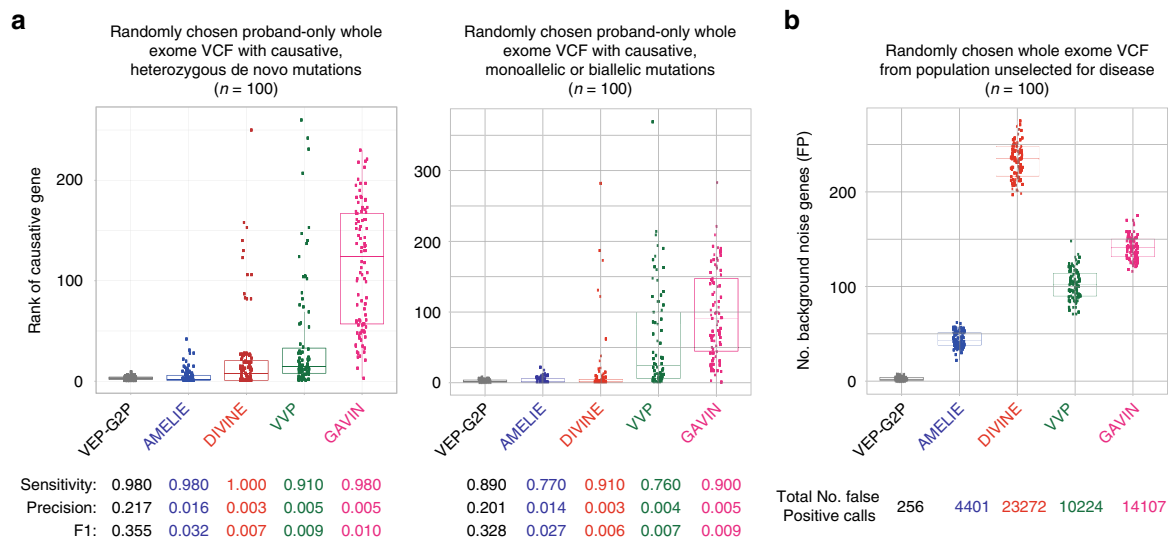 a
Randomly chosen proband-only whole
exome VCF with causative,
heterozygous de novo mutations
(n = 100)
Rank of causative gene
200
100
0
VEP-G2P
AMELIE
DIVINE
VVP
GAVIN
Randomly chosen proband-only whole
exome VCF with causative,
monoallelic or biallelic mutations
(n = 100)
300
200
100
0
VEP-G2P
AMELIE
DIVINE
VVP
GAVIN
Sensitivity: 0.980 0.980 1.000 0.910 0.980 0.890 0.770 0.910 0.760 0.900
Precision: 0.217 0.016 0.003 0.005 0.005 0.201 0.014 0.003 0.004 0.005
F1: 0.355 0.032 0.007 0.009 0.010 0.328 0.027 0.006 0.007 0.009
b
Randomly chosen whole exome VCF
from population unselected for disease
(n = 100)
No. background noise genes (FP)
200
100
0
VEP-G2P
AMELIE
DIVINE
VVP
GAVIN
Total No. false
Positive calls
256 4401 23272 10224 14107